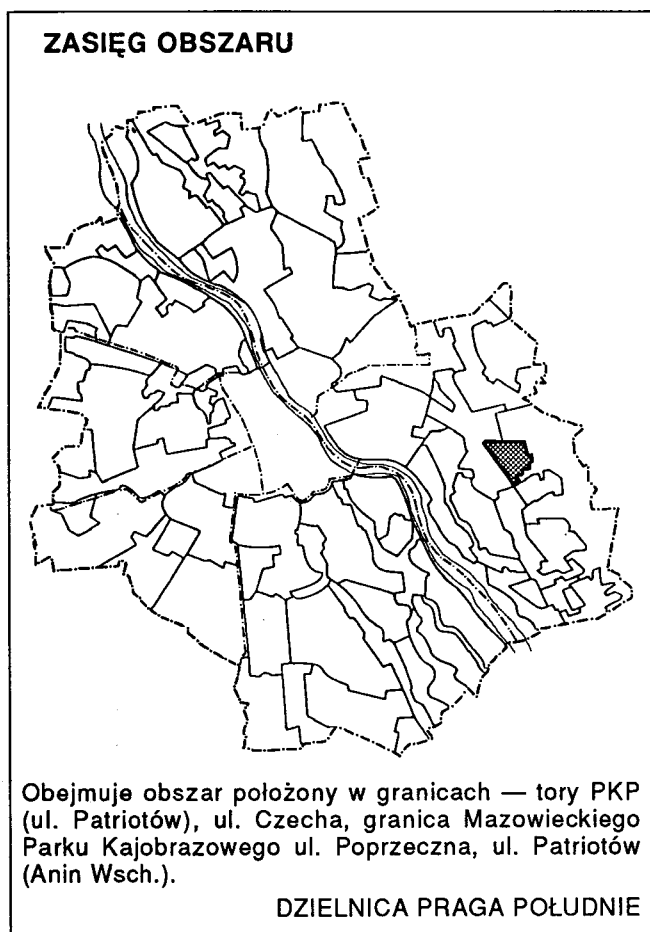 ZASIĘG OBSZARU
Obejmuje obszar położony w granicach — tory PKP
(ul. Patriotów), ul. Czecha, granica Mazowieckiego
Parku Kajobrazowego ul. Poprzeczna, ul. Patriotów
(Anin Wsch.).
DZIELNICA PRAGA POŁUDNIE